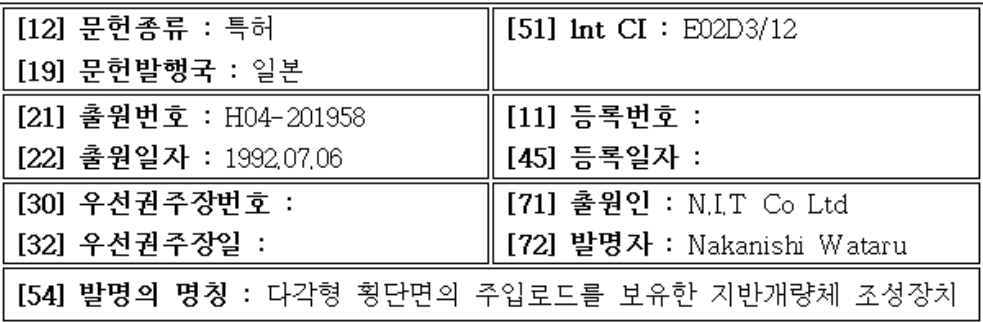 [12] 문헌종류 : 특허
[19] 문헌발행국 : 일본
[51] Int CI : E02D3/12
[21] 출원번호 : H04-201958
[22] 출원일자 : 1992.07.06
[11] 등록번호 :
[45] 등록일자 :
[30] 우선권주장번호 :
[32] 우선권주장일 :
[71] 출원인 : N.I.T Co Ltd
[72] 발명자 : Nakanishi Wataru
[54] 발명의 명칭 : 다각형 횡단면의 주입로드를 보유한 지반개량체 조성장치